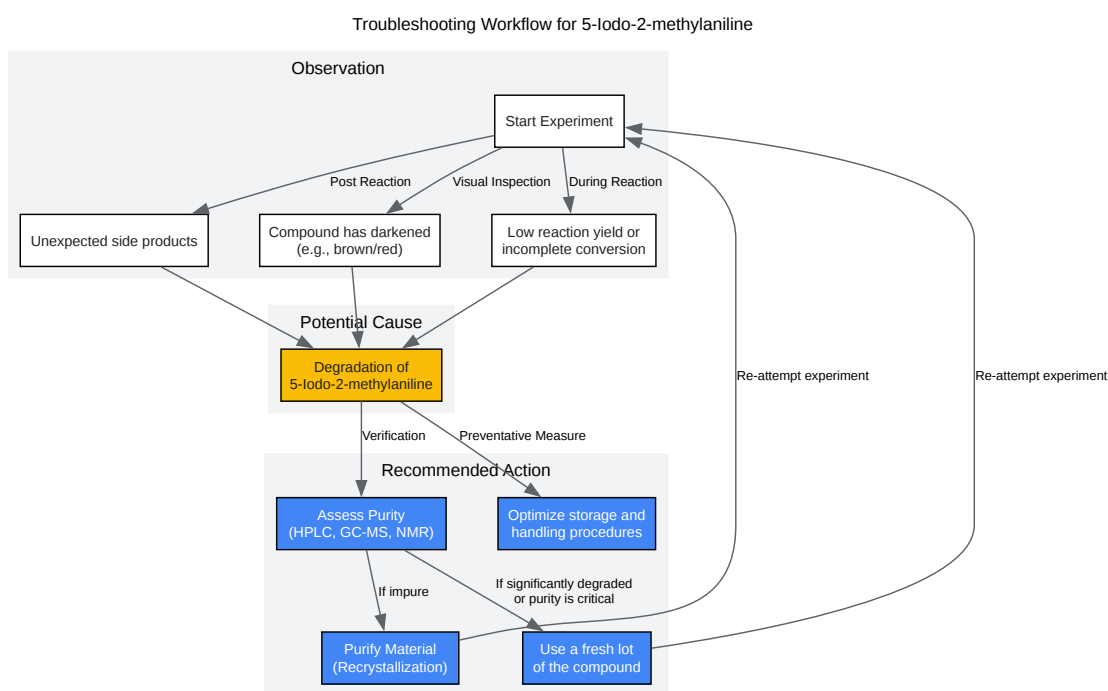 Troubleshooting Workflow for 5-Iodo-2-methylaniline
Observation
Start Experiment
Post Reaction
Visual Inspection
During Reaction
Unexpected side products
Compound has darkened
(e.g., brown/red)
Low reaction yield or
incomplete conversion
Potential Cause
Degradation of
5-Iodo-2-methylaniline
Re-attempt experiment
Re-attempt experiment
Verification
Preventative Measure
Recommended Action
Assess Purity
(HPLC, GC-MS, NMR)
Optimize storage and
handling procedures
If impure
If significantly degraded
or purity is critical
Purify Material
(Recrystallization)
Use a fresh lot
of the compound